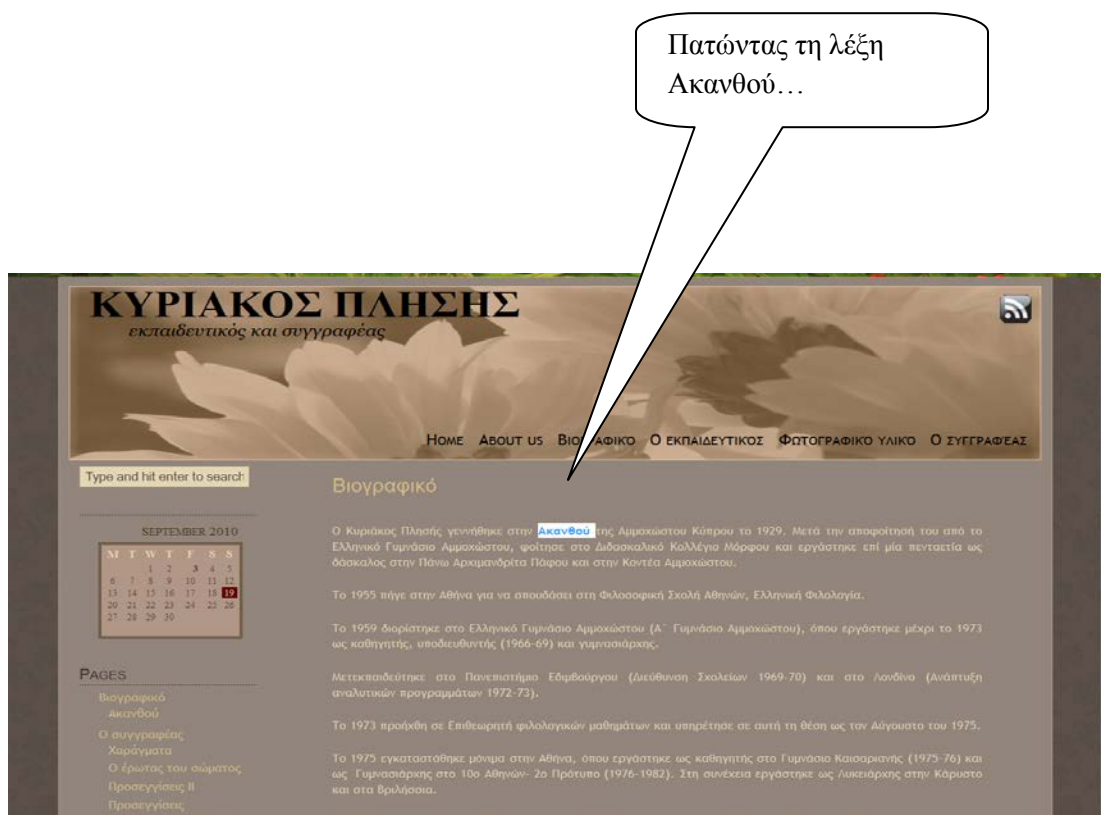 Πατώντας τη λέξη
Ακανθού…
ΚΥΡΙΑΚΟΣ ΠΛΗΣΗΣ
εκπαιδευτικός και συγγραφέας
HOME ABOUT US ΒΙΟΓΡΑΦΙΚΟ Ο ΕΚΠΑΙΔΕΥΤΙΚΟΣ ΦΩΤΟΓΡΑΦΙΚΟ ΥΛΙΚΟ Ο ΣΥΓΓΡΑΦΈΑΣ
Type and hit enter to search
SEPTEMBER 2010
M T W T F S S
1 2 3 4 5
6 7 8 9 10 11 12
13 14 15 16 17 18 19
20 21 22 23 24 25 26
27 28 29 30
PAGES
Βιογραφικό
Ακανθού
Ο συγγραφέας
Χαράγματα
Ο έρωτας του σώματος
Προσεγγίσεις ΙΙ
Προσεγγίσεις
Βιογραφικό
Ο Κυριάκος Πλησής γεννήθηκε στην Ακανθού της Αμμοχώστου Κύπρου το 1929. Μετά την αποφοίτησή του από το
Ελληνικό Γυμνάσιο Αμμοχώστου, φοίτησε στο Διδασκαλικό Κολλέγιο Μόρφου και εργάστηκε επί μία πενταετία ως
δάσκαλος στην Πάνω Αρχιμανδρίτα Πάφου και στην Κοντέα Αμμοχώστου.
Το 1955 πήγε στην Αθήνα για να σπουδάσει στη Φιλοσοφική Σχολή Αθηνών, Ελληνική Φιλολογία.
Το 1959 διορίστηκε στο Ελληνικό Γυμνάσιο Αμμοχώστου (Α΄ Γυμνάσιο Αμμοχώστου), όπου εργάστηκε μέχρι το 1973
ως καθηγητής, υποδιευθυντής (1966-69) και γυμνασιάρχης.
Μετεκπαιδεύτηκε στο Πανεπιστήμιο Εδιμβούργου (Διεύθυνση Σχολείων 1969-70) και στο Λονδίνο (Ανάπτυξη
αναλυτικών προγραμμάτων 1972-73).
Το 1973 προήχθη σε Επιθεωρητή φιλολογικών μαθημάτων και υπηρέτησε σε αυτή τη θέση ως τον Αύγουστο του 1975.
Το 1975 εγκαταστάθηκε μόνιμα στην Αθήνα, όπου εργάστηκε ως καθηγητής στο Γυμνάσιο Καισαριανής (1975-76) και
ως Γυμνασιάρχης στο 10ο Αθηνών- 2ο Πρότυπο (1976-1982). Στη συνέχεια εργάστηκε ως Λυκειάρχης στην Κάρυστο
και στα Βριλήσσια.